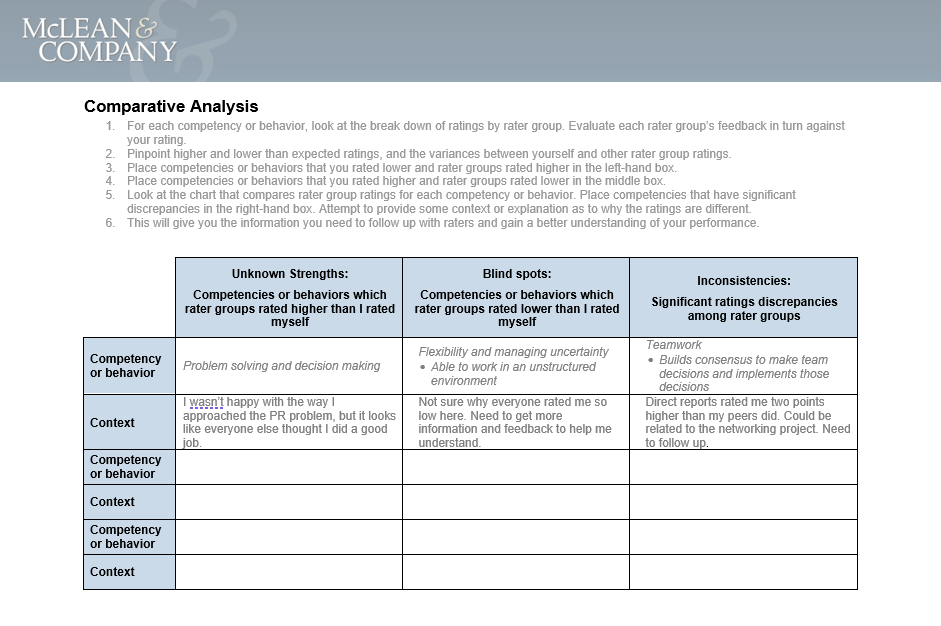 McLEAN &
COMPANY
Comparative Analysis
1. For each competency or behavior, look at the break down of ratings by rater group. Evaluate each rater group's feedback in turn against
your rating.
2. Pinpoint higher and lower than expected ratings, and the variances between yourself and other rater group ratings.
3. Place competencies or behaviors that you rated lower and rater groups rated higher in the left-hand box.
4. Place competencies or behaviors that you rated higher and rater groups rated lower in the middle box.
5. Look at the chart that compares rater group ratings for each competency or behavior. Place competencies that have significant
discrepancies in the right-hand box. Attempt to provide some context or explanation as to why the ratings are different.
6. This will give you the information you need to follow up with raters and gain a better understanding of your performance.
Unknown Strengths:
Competencies or behaviors which
rater groups rated higher than I rated
myself
Blind spots:
Competencies or behaviors which
rater groups rated lower than I rated
myself
Inconsistencies:
Significant ratings discrepancies
among rater groups
Competency
or behavior
Problem solving and decision making
Flexibility and managing uncertainty
• Able to work in an unstructured
environment
Teamwork
• Builds consensus to make team
decisions and implements those
decisions
Context
I wasn't happy with the way I
approached the PR problem, but it looks
like everyone else thought I did a good
job.
Not sure why everyone rated me so
low here. Need to get more
information and feedback to help me
understand.
Direct reports rated me two points
higher than my peers did. Could be
related to the networking project. Need
to follow up.
Competency
or behavior
Context
Competency
or behavior
Context